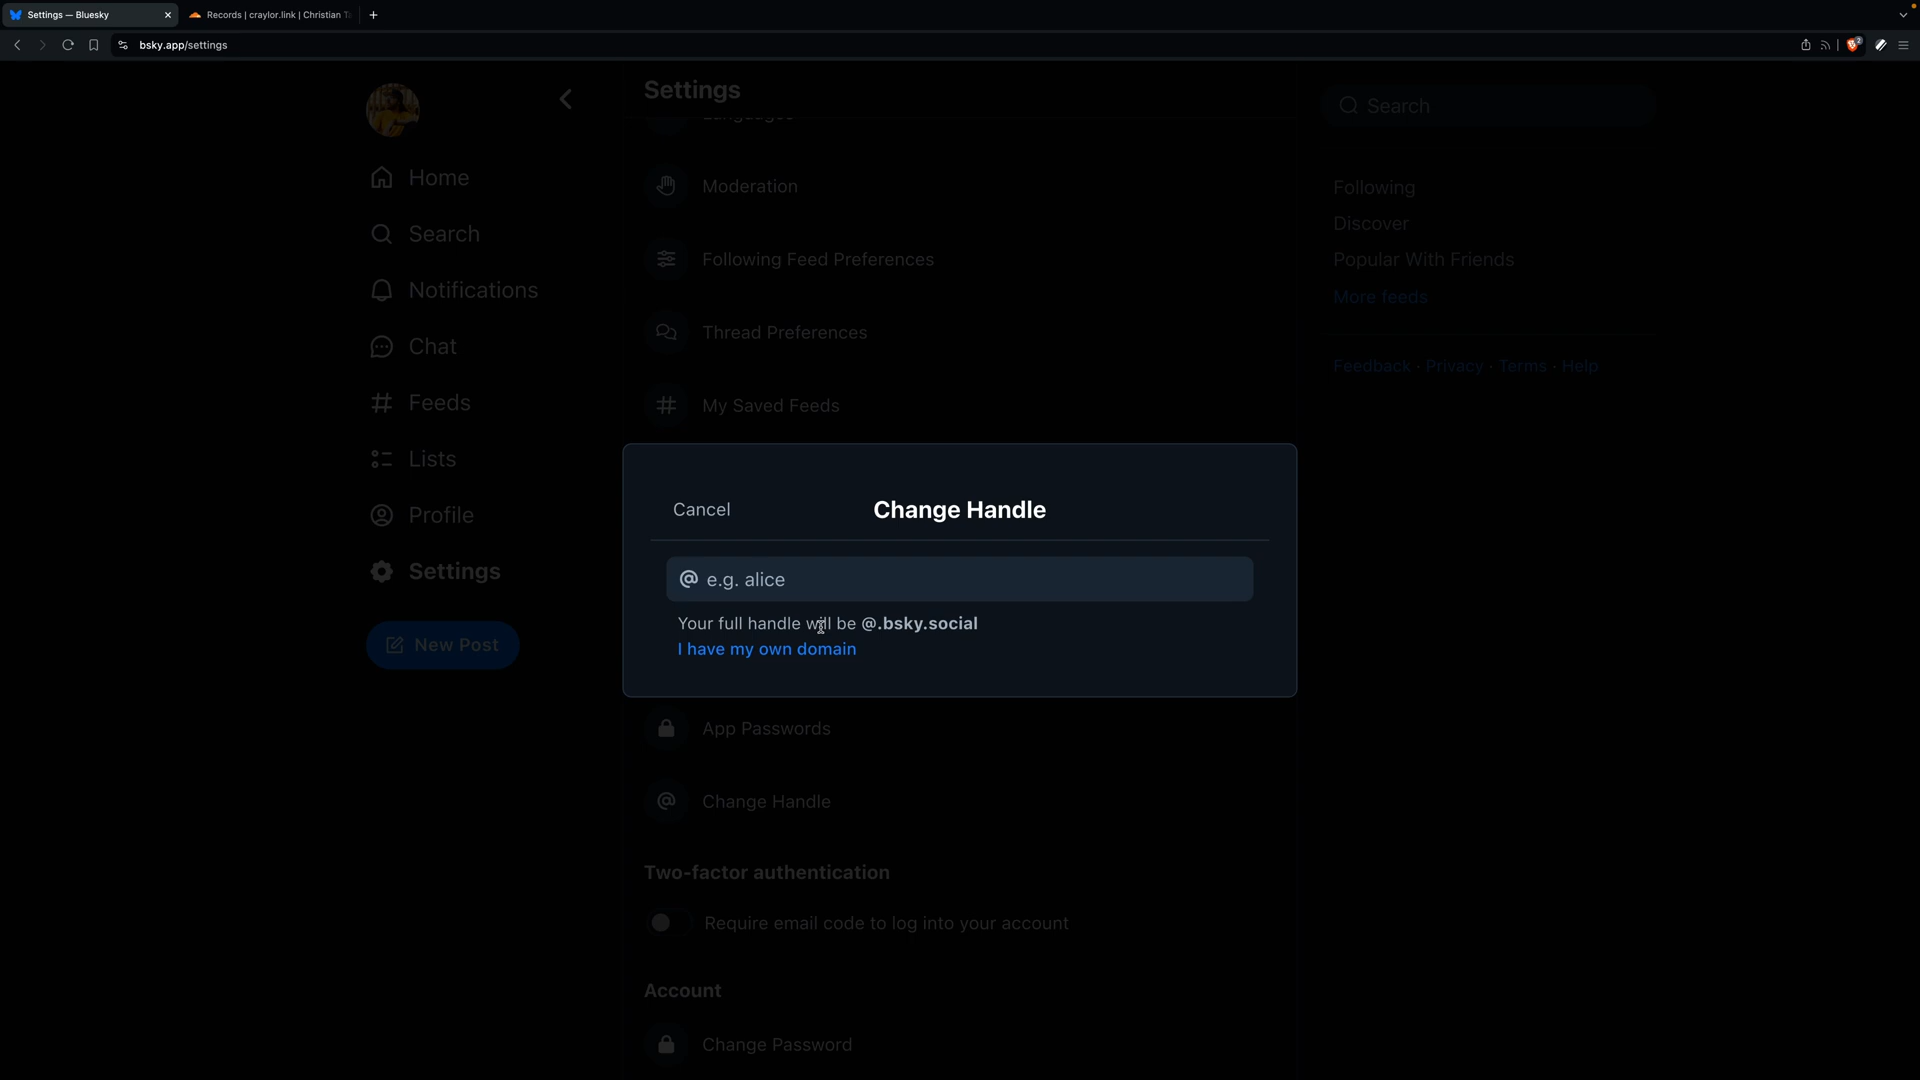 Settings — Bluesky
Records | craylor.link | Christian T
bsky.app/settings
2
Settings
Search
Languages
Home
Moderation
Following
Search
Discover
Following Feed Preferences
Popular With Friends
Notifications
More feeds
Thread Preferences
Chat
Feedback · Privacy · Terms · Help
Feeds
My Saved Feeds
Lists
Cancel
Change Handle
Profile
Settings
@ e.g. alice
Your full handle will be @.bsky.social
New Post
I have my own domain
App Passwords
Change Handle
Two-factor authentication
Require email code to log into your account
Account
Change Password